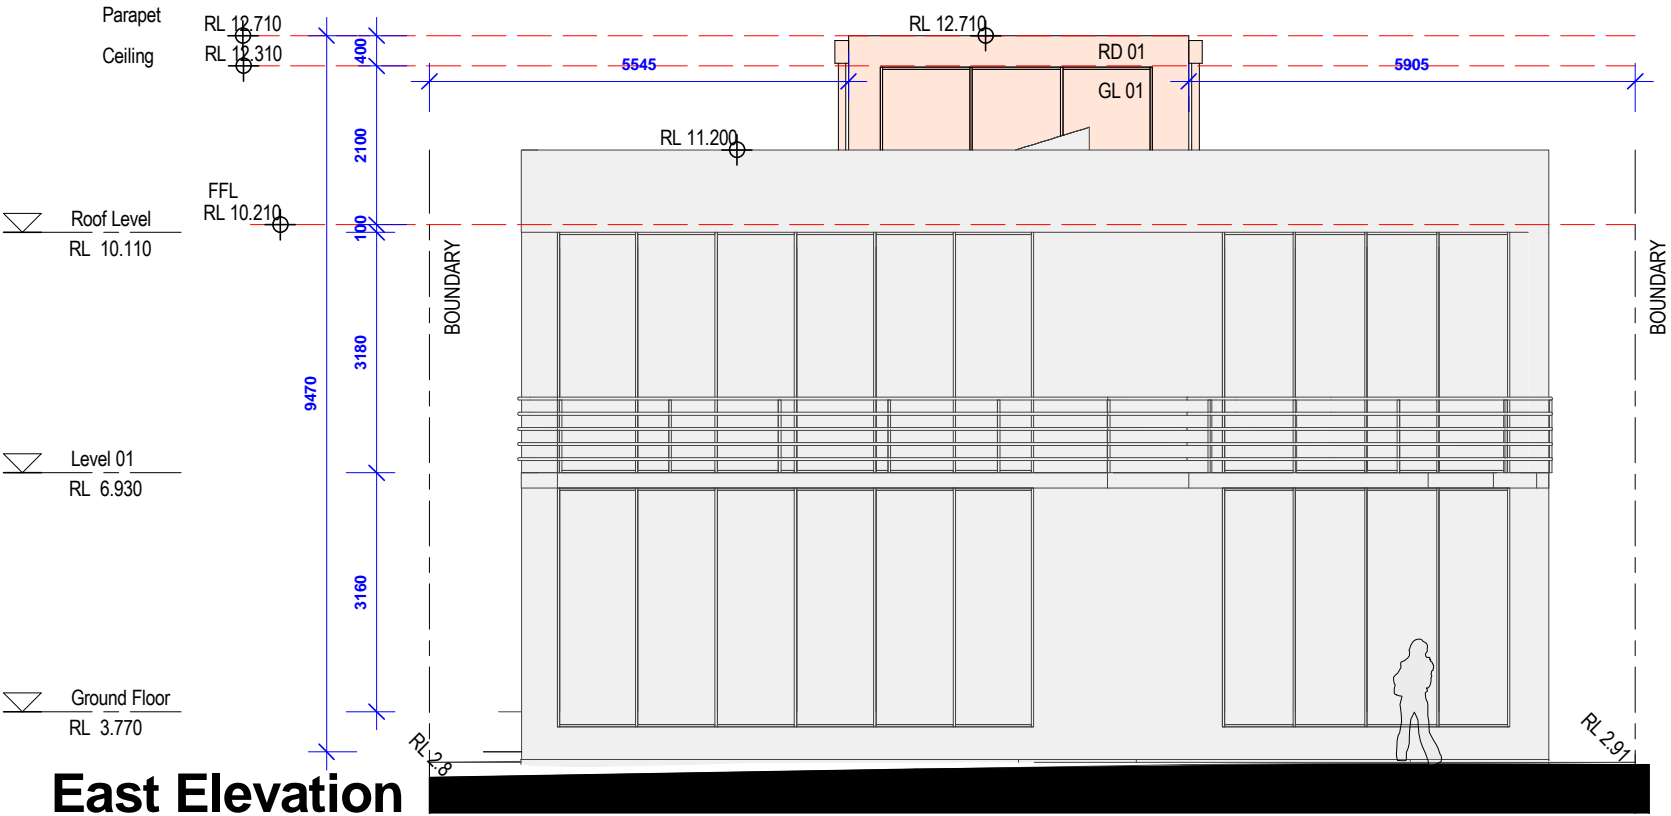 Parapet
RL 12.710
RL 12.710
Ceiling
RL 12.310
400
RD 01
5545
5905
GL 01
RL 11.200
2100
FFL
RL 10.210
Roof Level
RL 10.110
100
BOUNDARY
BOUNDARY
3180
9470
Level 01
RL 6.930
3160
Ground Floor
RL 3.770
RL 2.8
RL 2.91
East Elevation